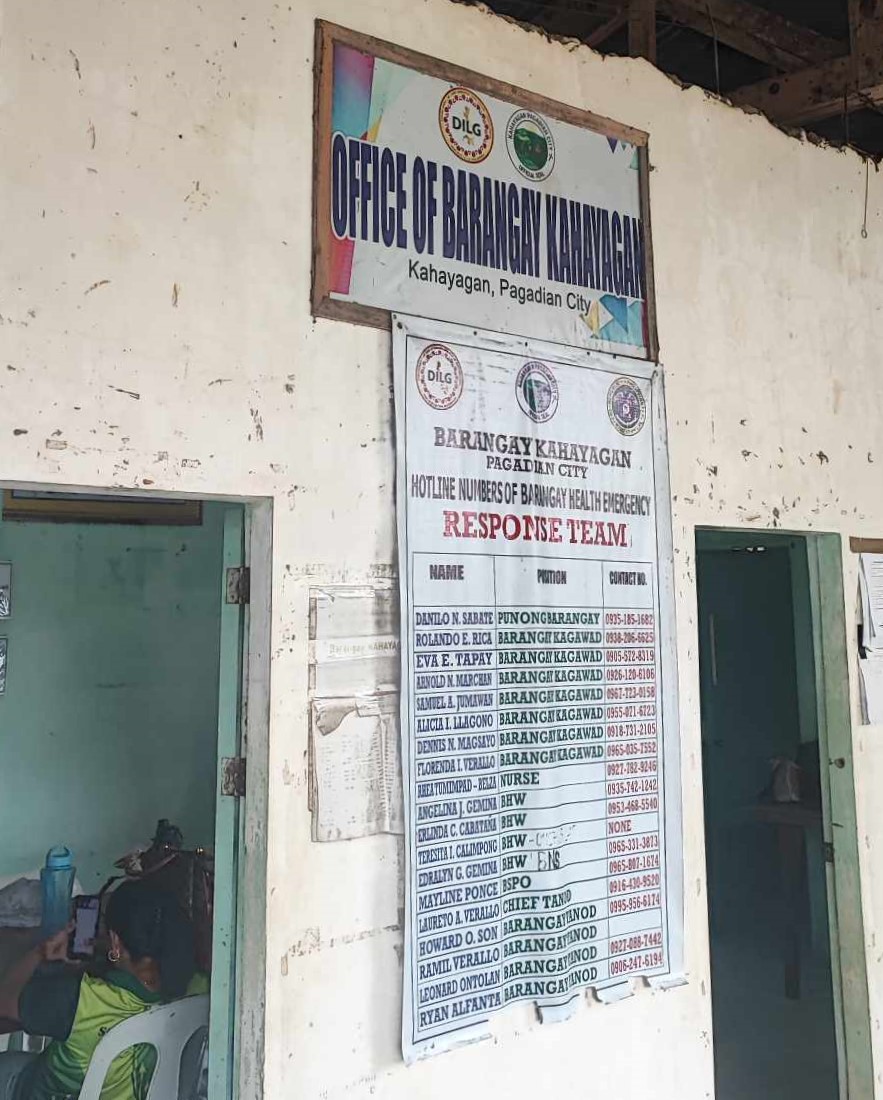 DILG
OFFICIAL SEAL
OFFICE OF BARANGAY KAHAYAGAN
Kahayagan, Pagadian City
DILG
BARANGAY KAHAYAGAN
PAGADIAN CITY
HOTLINE NUMBERS OF BARANGAY HEALTH EMERGENCY
RESPONSE TEAM
NAME CONTACT NO.
DANILO N. SABATE PUNONG BARANGAY 0935-185-1682
ROLANDO E. RICA BARANGAY KAGAWAD 0938-206-6625
EVA E. TAPAY BARANGAY KAGAWAD 0905-572-8319
ARNOLD N. MARCHAN BARANGAY KAGAWAD 0926-120-6106
SAMUEL A. JUMAWAN BARANGAY KAGAWAD 0967-723-0158
ALICIA I. LLAGONO BARANGAY KAGAWAD 0955-071-6723
DENNIS N. MAGSAYO BARANGAY KAGAWAD 0918-731-2105
FLORENDA I. VERALLO BARANGAY KAGAWAD 0965-035-7552
RHEA TUMIMPAD - BELZA NURSE 0927-782-9246
ANGELINA J. GEMINA BHW 0935-742-1242
ERLINDA C. CABATAÑA BHW 0953-468-5540
TERESITA I. CALIMPONG BHW NONE
EDRALYN G. GEMINA BHW BNS 0965-331-3873
MAYLINE PONCE BSPO 0965-807-1674
LAURETO A. VERALLO CHIEF TANOD 0916-430-9520
HOWARD O. SON BARANGAY TANOD 0995-956-6174
RAMIL VERALLO BARANGAY TANOD
LEONARD ONTOLAN BARANGAY TANOD 0927-088-7442
RYAN ALFANTA BARANGAY TANOD 0906-247-6194